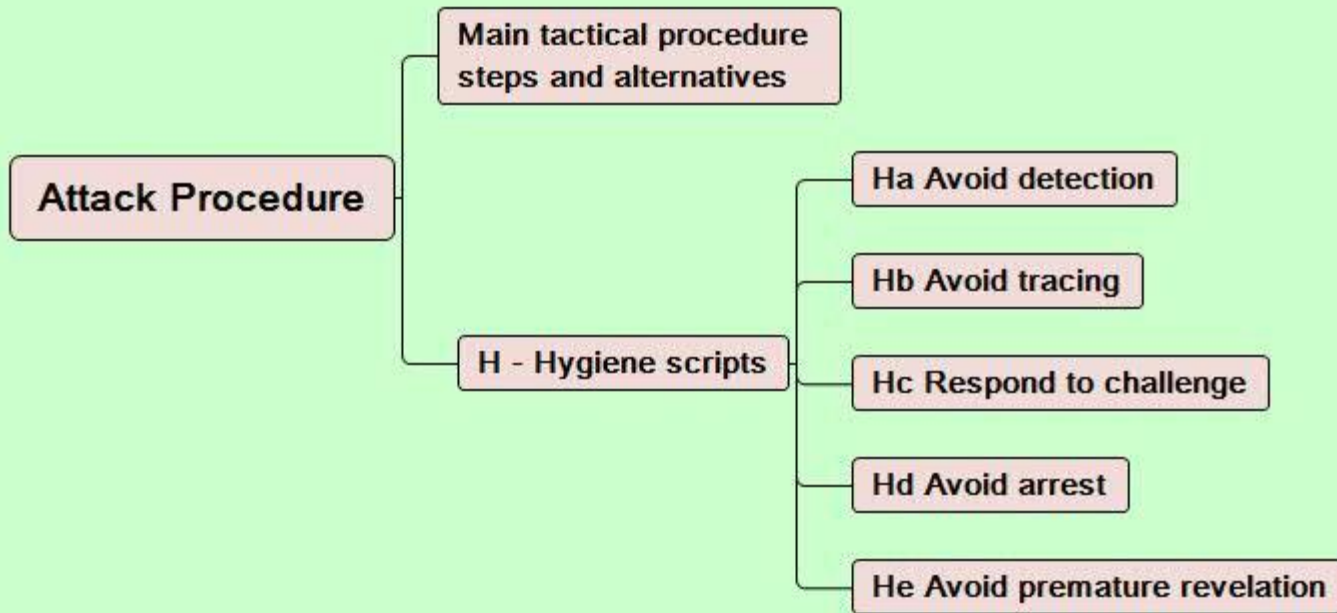 Main tactical procedure
steps and alternatives
Attack Procedure
H - Hygiene scripts
Ha Avoid detection
Hb Avoid tracing
Hc Respond to challenge
Hd Avoid arrest
He Avoid premature revelation